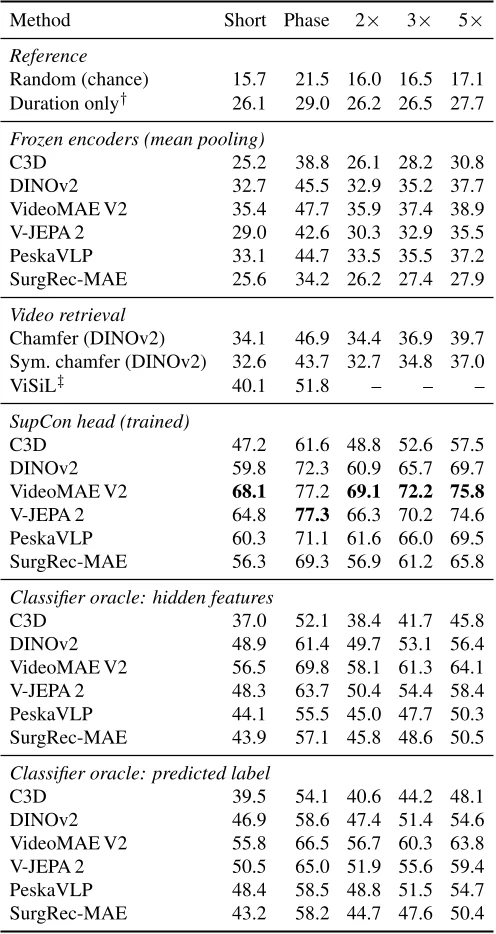 Method Short Phase 2× 3× 5×
Reference
Random (chance) 15.7 21.5 16.0 16.5 17.1
Duration only† 26.1 29.0 26.2 26.5 27.7
Frozen encoders (mean pooling)
C3D 25.2 38.8 26.1 28.2 30.8
DINOv2 32.7 45.5 32.9 35.2 37.7
VideoMAE V2 35.4 47.7 35.9 37.4 38.9
V-JEPA 2 29.0 42.6 30.3 32.9 35.5
PeskaVLP 33.1 44.7 33.5 35.5 37.2
SurgRec-MAE 25.6 34.2 26.2 27.4 27.9
Video retrieval
Chamfer (DINOv2) 34.1 46.9 34.4 36.9 39.7
Sym. chamfer (DINOv2) 32.6 43.7 32.7 34.8 37.0
ViSiL‡ 40.1 51.8 – – –
SupCon head (trained)
C3D 47.2 61.6 48.8 52.6 57.5
DINOv2 59.8 72.3 60.9 65.7 69.7
VideoMAE V2 68.1 77.2 69.1 72.2 75.8
V-JEPA 2 64.8 77.3 66.3 70.2 74.6
PeskaVLP 60.3 71.1 61.6 66.0 69.5
SurgRec-MAE 56.3 69.3 56.9 61.2 65.8
Classifier oracle: hidden features
C3D 37.0 52.1 38.4 41.7 45.8
DINOv2 48.9 61.4 49.7 53.1 56.4
VideoMAE V2 56.5 69.8 58.1 61.3 64.1
V-JEPA 2 48.3 63.7 50.4 54.4 58.4
PeskaVLP 44.1 55.5 45.0 47.7 50.3
SurgRec-MAE 43.9 57.1 45.8 48.6 50.5
Classifier oracle: predicted label
C3D 39.5 54.1 40.6 44.2 48.1
DINOv2 46.9 58.6 47.4 51.4 54.6
VideoMAE V2 55.8 66.5 56.7 60.3 63.8
V-JEPA 2 50.5 65.0 51.9 55.6 59.4
PeskaVLP 48.4 58.5 48.8 51.5 54.7
SurgRec-MAE 43.2 58.2 44.7 47.6 50.4